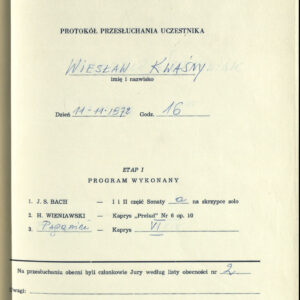 PROTOKÓŁ PRZESŁUCHANIA UCZESTNIKA
WIESŁAW KWAŚNY
imię i nazwisko
Dzień 11-11-1972 Godz. 16
ETAP I
PROGRAM WYKONANY
1. J. S. BACH — I i II część Sonaty a na skrzypce solo
2. H. WIENIAWSKI — Kaprys „Prelud" Nr 6 op. 10
3. Paganini — Kaprys VI
Na przesłuchaniu obecni byli członkowie Jury według listy obecności nr 2
Uwagi: